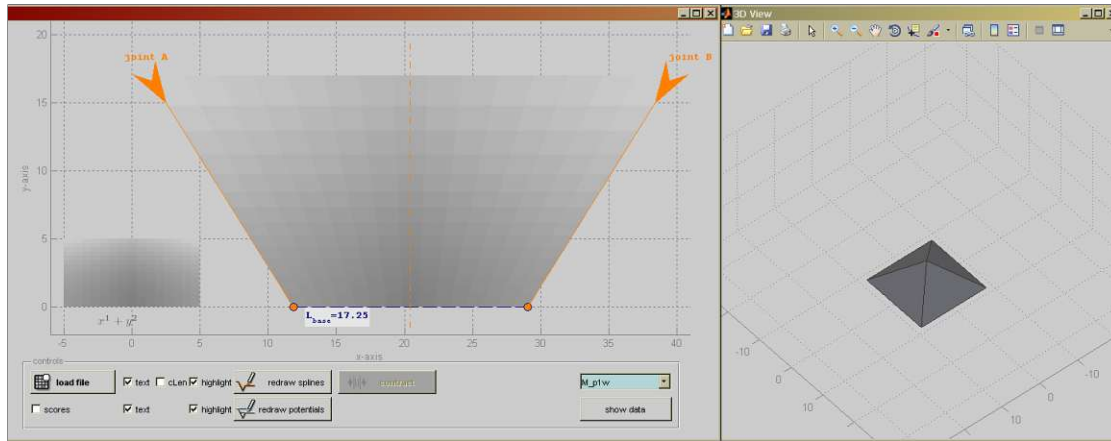 3D View
20
joint A
joint B
15
10
y-axis
5
0
L_base=17.25
x^1 + y^2
-5 0 5 10 15 20 25 30 35 40
x-axis
controls
load file
text
cLen
highlight
redraw splines
contract
M_p1w
scores
text
highlight
redraw potentials
show data
-10
0
10
-10
0
10